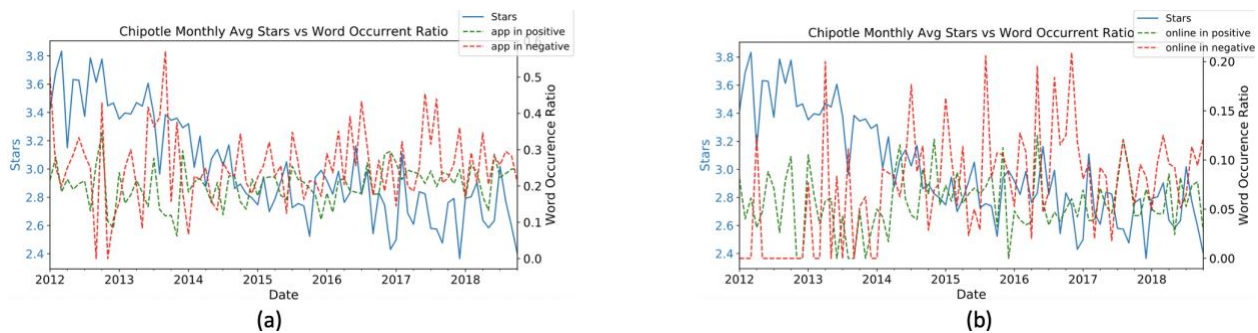 Chipotle Monthly Avg Stars vs Word Occurrent Ratio
Stars
app in positive
app in negative
3.8
3.6
3.4
3.2
3.0
2.8
2.6
2.4
Stars
0.5
0.4
0.3
0.2
0.1
0.0
Word Occurence Ratio
2012
2013
2014
2015
2016
2017
2018
Date
(a)
Chipotle Monthly Avg Stars vs Word Occurrent Ratio
Stars
online in positive
online in negative
3.8
3.6
3.4
3.2
3.0
2.8
2.6
2.4
Stars
0.20
0.15
0.10
0.05
0.00
Word Occurence Ratio
2012
2013
2014
2015
2016
2017
2018
Date
(b)